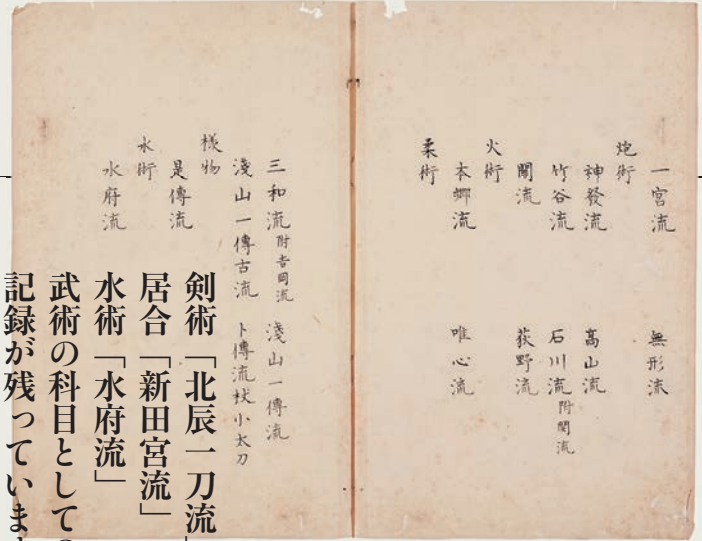 一宮流　無形流
炮術
神發流　高山流
竹谷流　石川流附關流
關流　荻野流
火術
本郷流　唯心流
柔術
三和流附吉岡流　淺山一傳流
淺山一傳古流　卜傳流杖小太刀
様物
是傳流
水術
水府流
剣術「北辰一刀流」
居合「新田宮流」
水術「水府流」
武術の科目としての
記録が残っていま